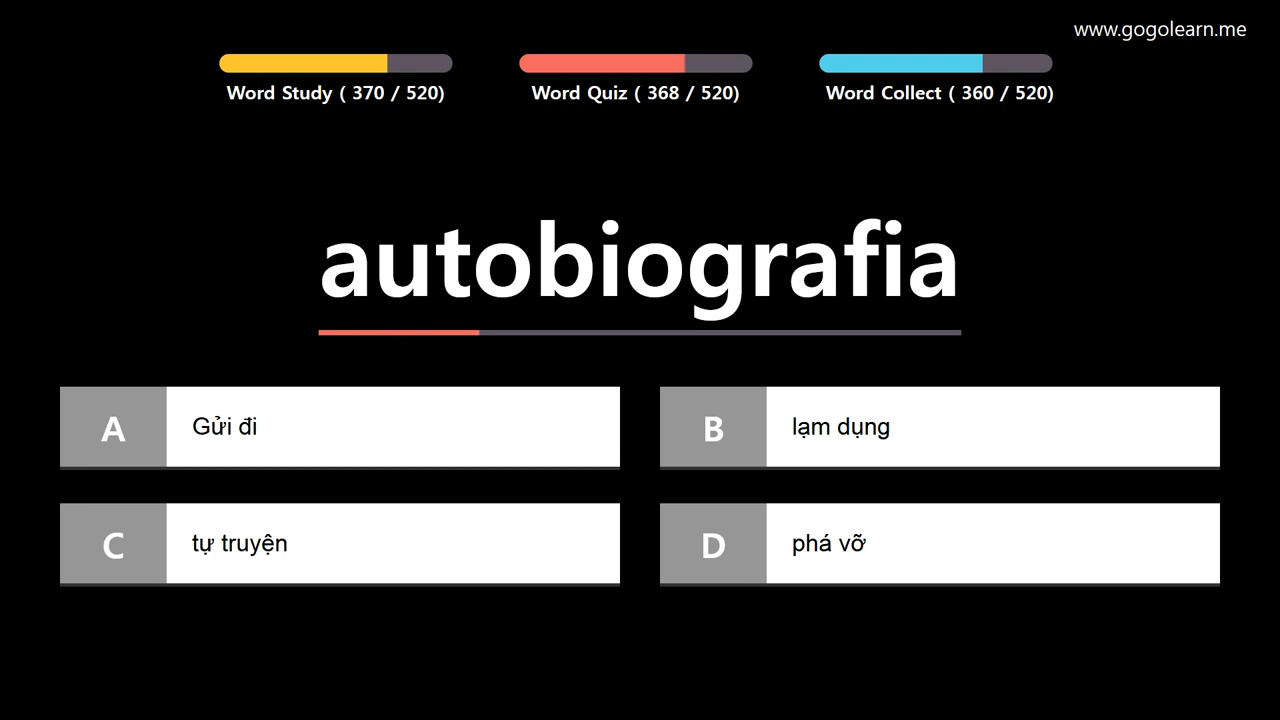 www.gogolearn.me
Word Study ( 370 / 520) Word Quiz ( 368 / 520) Word Collect ( 360 / 520)
autobiografia
A Gửi đi
B lạm dụng
C tự truyện
D phá vỡ